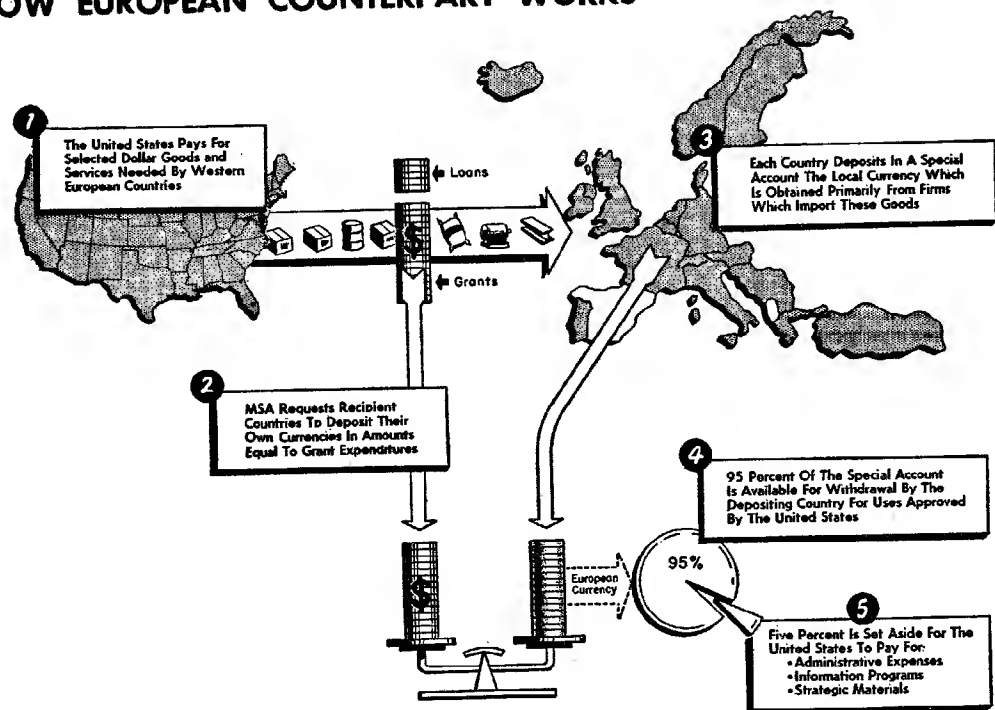 OW EUROPEAN COUNTERPART WORKS
1
The United States Pays For
Selected Dollar Goods and
Services Needed By Western
European Countries
Loans
$
Grants
3
Each Country Deposits In A Special
Account The Local Currency Which
Is Obtained Primarily From Firms
Which Import These Goods
2
MSA Requests Recipient
Countries To Deposit Their
Own Currencies In Amounts
Equal To Grant Expenditures
4
95 Percent Of The Special Account
Is Available For Withdrawal By The
Depositing Country For Uses Approved
By The United States
$
European
Currency
95%
5
Five Percent Is Set Aside For The
United States To Pay For:
• Administrative Expenses
• Information Programs
• Strategic Materials